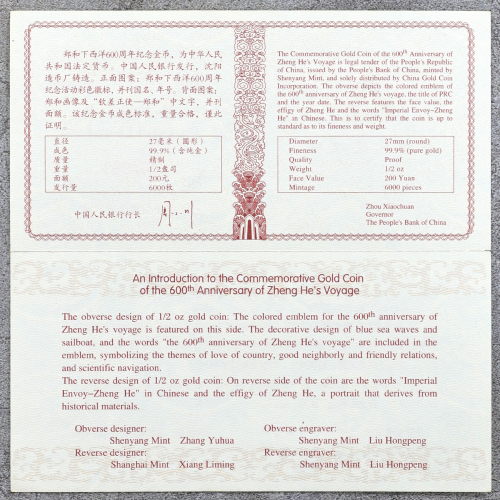 郑和下西洋600周年纪念金币，为中华人民
共和国法定货币。中国人民银行发行，沈阳
造币厂铸造。正面图案：郑和下西洋600周年
纪念活动彩色徽标，并刊国名、年号。背面图案：
郑和画像及“钦差正使—郑和”中文字，并刊
面额。该纪念金币成色标准，重量合格，谨此
证明。
直径 27毫米（圆形）
成色 99.9%（含纯金）
质量 精制
重量 1/2盎司
面额 200元
发行量 6000枚
中国人民银行行长
The Commemorative Gold Coin of the 600th Anniversary of
Zheng He's Voyage is legal tender of the People's Republic
of China, issued by the People's Bank of China, minted by
Shenyang Mint, and solely distributed by China Gold Coin
Incorporation. The obverse depicts the colored emblem of
the 600th anniversary of Zheng He's voyage, the title of PRC
and the year date. The reverse features the face value, the
effigy of Zheng He and the words "Imperial Envoy–Zheng
He" in Chinese. This is to certify that the coin is up to
standard as to its fineness and weight.
Diameter 27mm (round)
Fineness 99.9% (pure gold)
Quality Proof
Weight 1/2 oz
Face Value 200 Yuan
Mintage 6000 pieces
Zhou Xiaochuan
Governor
The People's Bank of China
An Introduction to the Commemorative Gold Coin
of the 600th Anniversary of Zheng He's Voyage
The obverse design of 1/2 oz gold coin: The colored emblem for the 600th anniversary of
Zheng He's voyage is featured on this side. The decorative design of blue sea waves and
sailboat, and the words "the 600th anniversary of Zheng He's voyage" are included in the
emblem, symbolizing the themes of love of country, good neighborly and friendly relations,
and scientific navigation.
The reverse design of 1/2 oz gold coin: On reverse side of the coin are the words "Imperial
Envoy–Zheng He" in Chinese and the effigy of Zheng He, a portrait that derives from
historical materials.
Obverse designer: Obverse engraver:
Shenyang Mint Zhang Yuhua Shenyang Mint Liu Hongpeng
Reverse designer: Reverse engraver:
Shanghai Mint Xiang Liming Shenyang Mint Liu Hongpeng